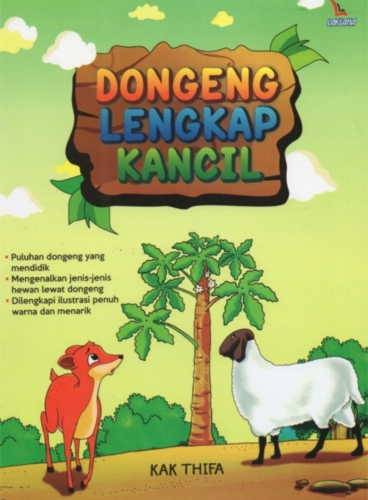 Laksana
DONGENG
LENGKAP
KANCIL
• Puluhan dongeng yang
mendidik
• Mengenalkan jenis-jenis
hewan lewat dongeng
• Dilengkapi ilustrasi penuh
warna dan menarik
KAK THIFA